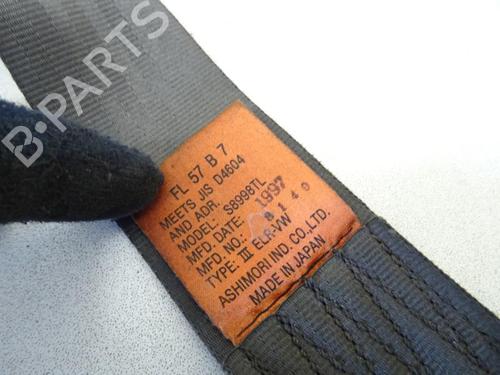 B-PARTS
FL 57 B 7
MEETS JIS D4604
AND ADR.
MODEL: S8998TL
MFD. DATE 1997
MFD. NO.: 8140
TYPE: III ELR-VW
ASHIMORI IND. CO., LTD.
MADE IN JAPAN